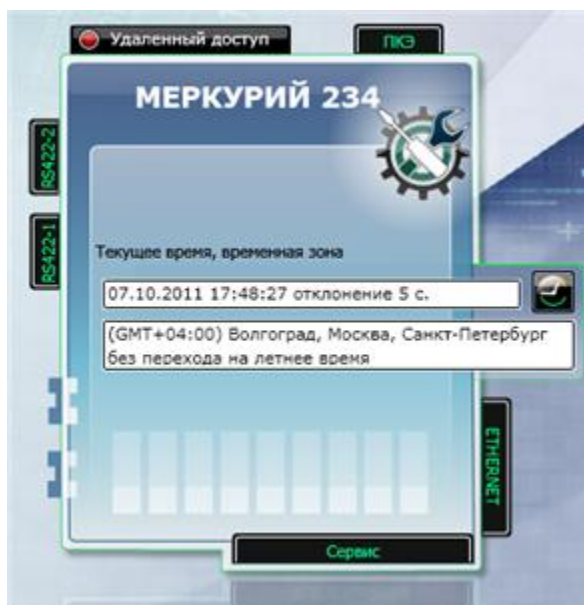 Удаленный доступ
ПКЭ
МЕРКУРИЙ 234
RS422-2
RS422-1
Текущее время, временная зона
07.10.2011 17:48:27 отклонение 5 с.
(GMT+04:00) Волгоград, Москва, Санкт-Петербург
без перехода на летнее время
ETHERNET
Сервис